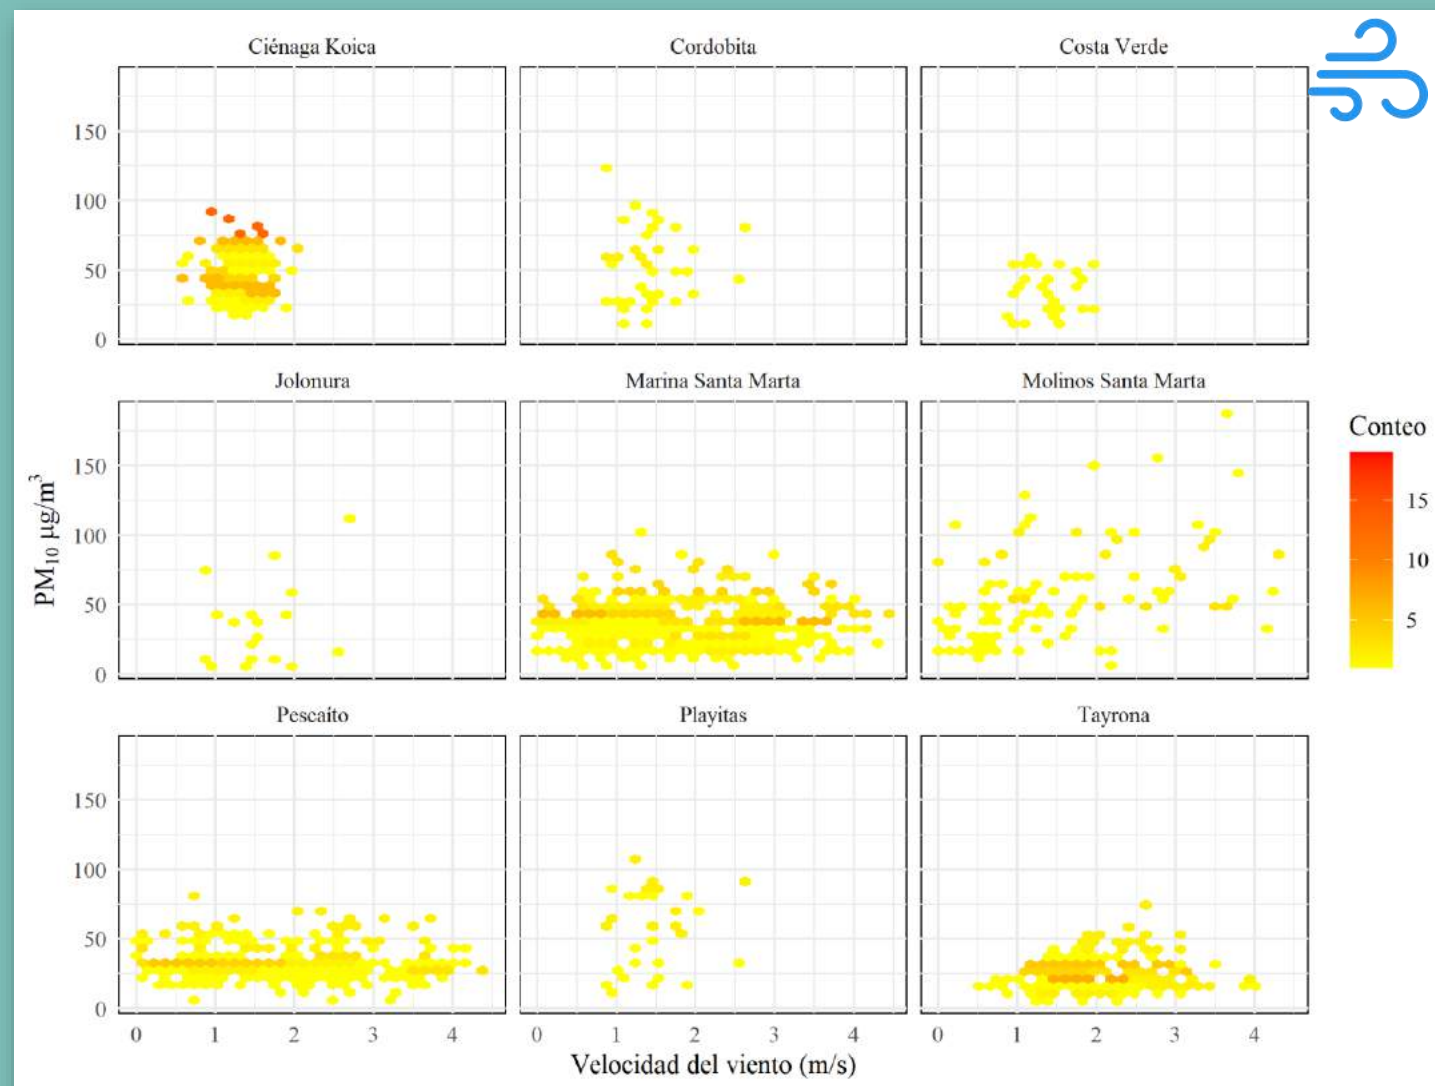 Ciénaga Koica
Cordobita
Costa Verde
150
100
50
0
Jolonura
Marina Santa Marta
Molinos Santa Marta
Conteo
15
10
5
PM₁₀ µg/m³
150
100
50
0
Pescaíto
Playitas
Tayrona
150
100
50
0
0 1 2 3 4
0 1 2 3 4
0 1 2 3 4
Velocidad del viento (m/s)